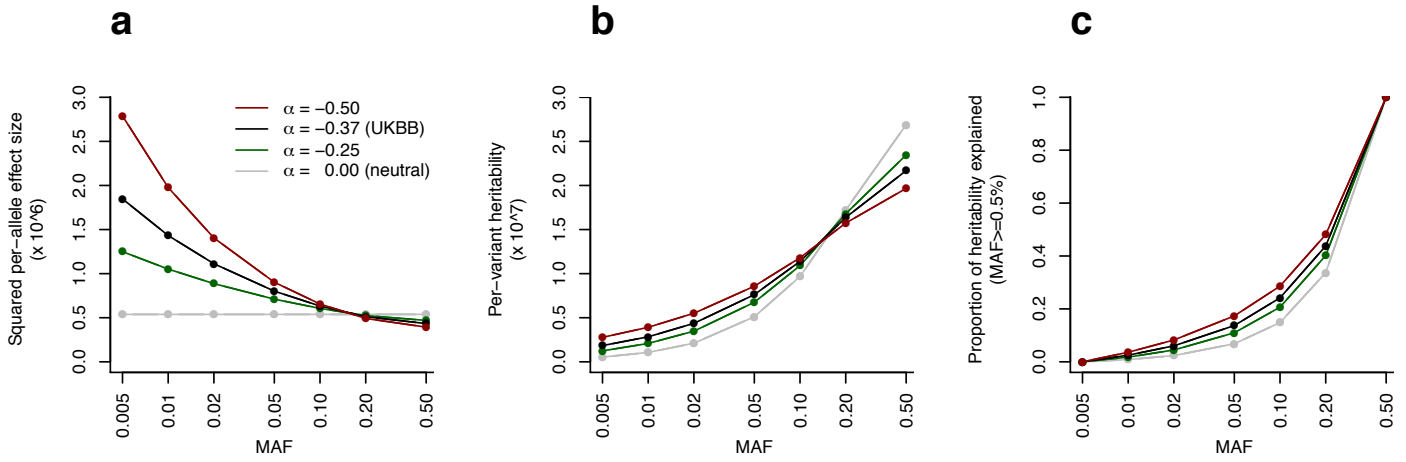 a
b
c
Squared per−allele effect size
(x 10^6)
3.0
2.5
2.0
1.5
1.0
0.5
0.0
α = −0.50
α = −0.37 (UKBB)
α = −0.25
α = 0.00 (neutral)
0.005
0.01
0.02
0.05
0.10
0.20
0.50
MAF
Per−variant heritability
(x 10^7)
3.0
2.5
2.0
1.5
1.0
0.5
0.0
0.005
0.01
0.02
0.05
0.10
0.20
0.50
MAF
Proportion of heritability explained
(MAF>=0.5%)
1.0
0.8
0.6
0.4
0.2
0.0
0.005
0.01
0.02
0.05
0.10
0.20
0.50
MAF